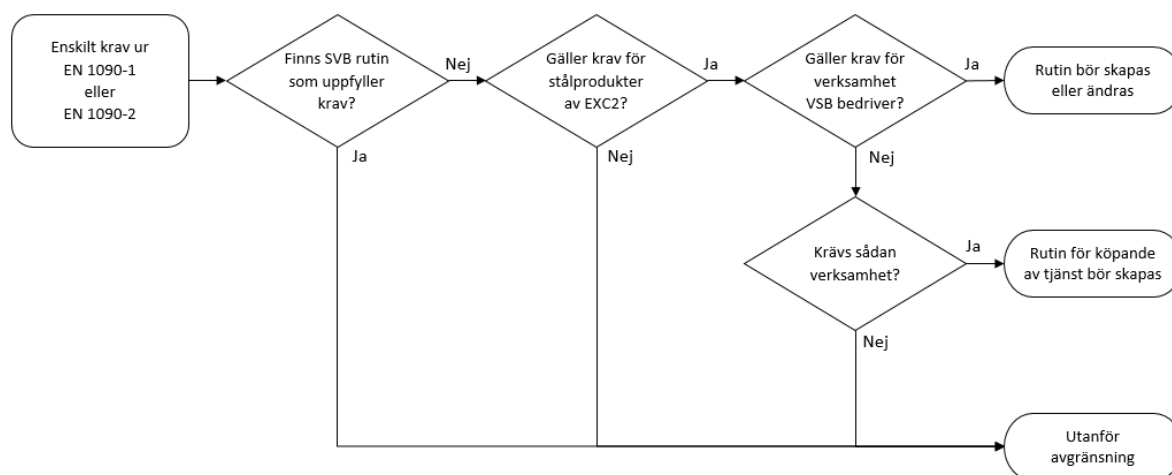 Enskilt krav ur
EN 1090-1
eller
EN 1090-2
Finns SVB rutin
som uppfyller
krav?
Nej
Ja
Gäller krav för
stålprodukter
av EXC2?
Ja
Nej
Gäller krav för
verksamhet
VSB bedriver?
Ja
Nej
Rutin bör skapas
eller ändras
Krävs sådan
verksamhet?
Ja
Nej
Rutin för köpande
av tjänst bör skapas
Utanför
avgränsning